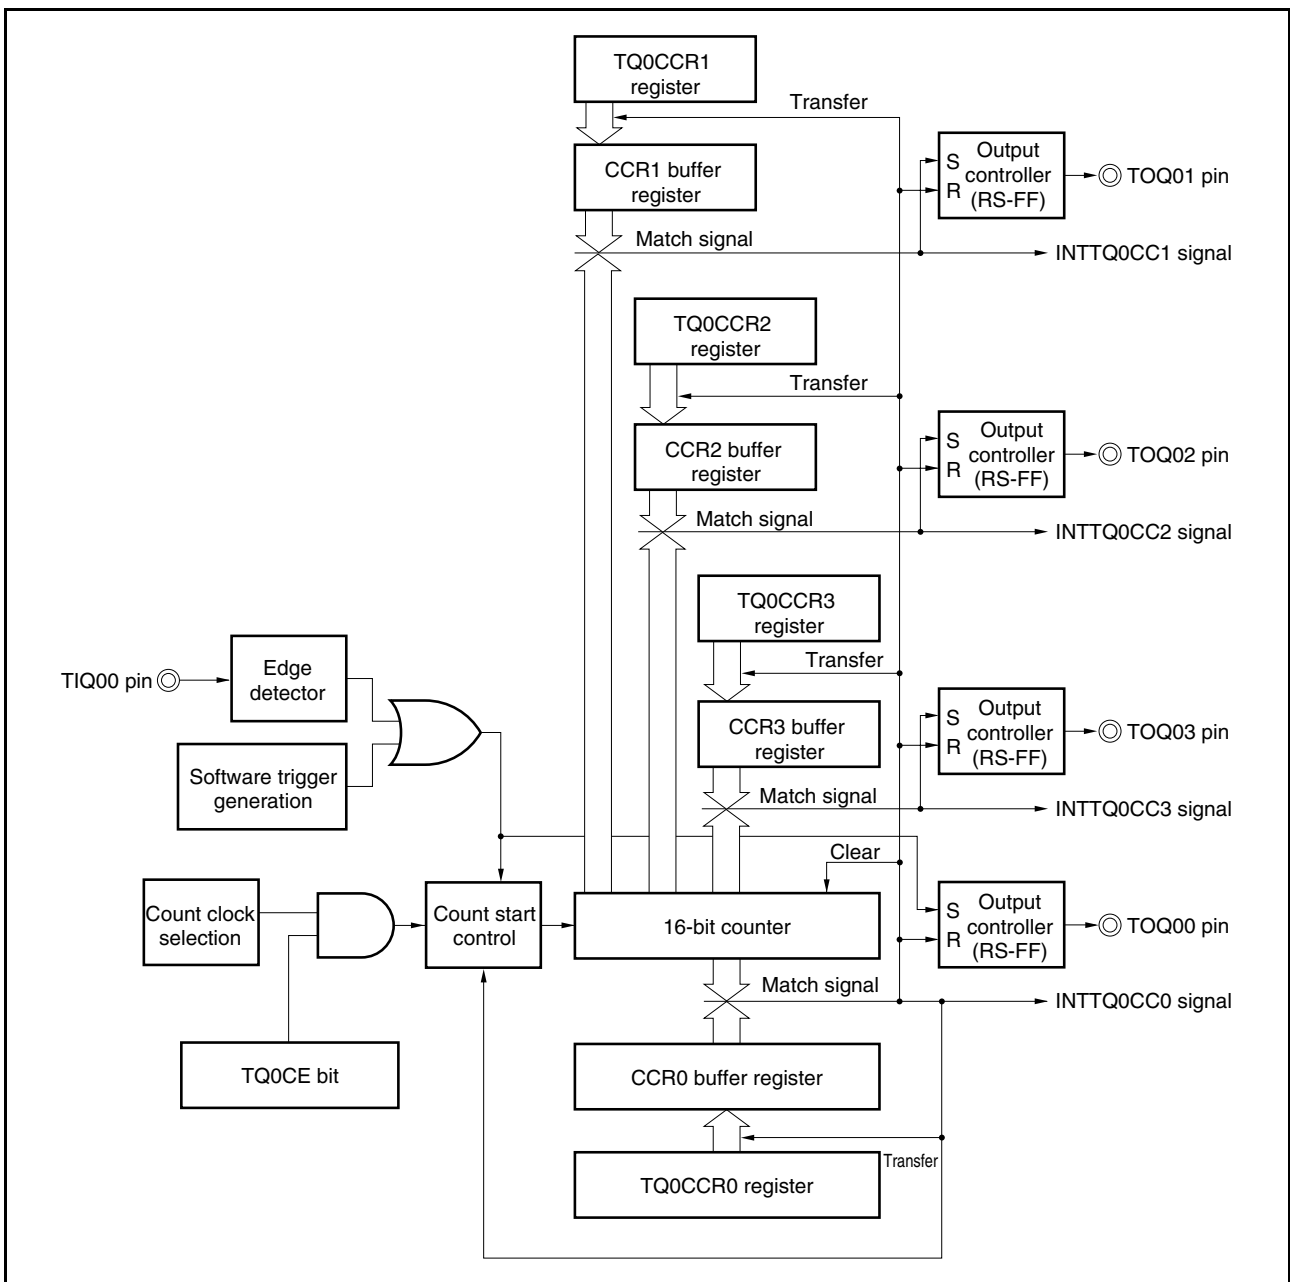 TQ0CCR1
register
Transfer
CCR1 buffer
register
S
R
Output
controller
(RS-FF)
TOQ01 pin
Match signal
INTTQ0CC1 signal
TQ0CCR2
register
Transfer
CCR2 buffer
register
S
R
Output
controller
(RS-FF)
TOQ02 pin
Match signal
INTTQ0CC2 signal
TQ0CCR3
register
Transfer
TIQ00 pin
Edge
detector
CCR3 buffer
register
S
R
Output
controller
(RS-FF)
TOQ03 pin
Software trigger
generation
Match signal
INTTQ0CC3 signal
Clear
Count clock
selection
Count start
control
16-bit counter
S
R
Output
controller
(RS-FF)
TOQ00 pin
Match signal
INTTQ0CC0 signal
TQ0CE bit
CCR0 buffer register
Transfer
TQ0CCR0 register